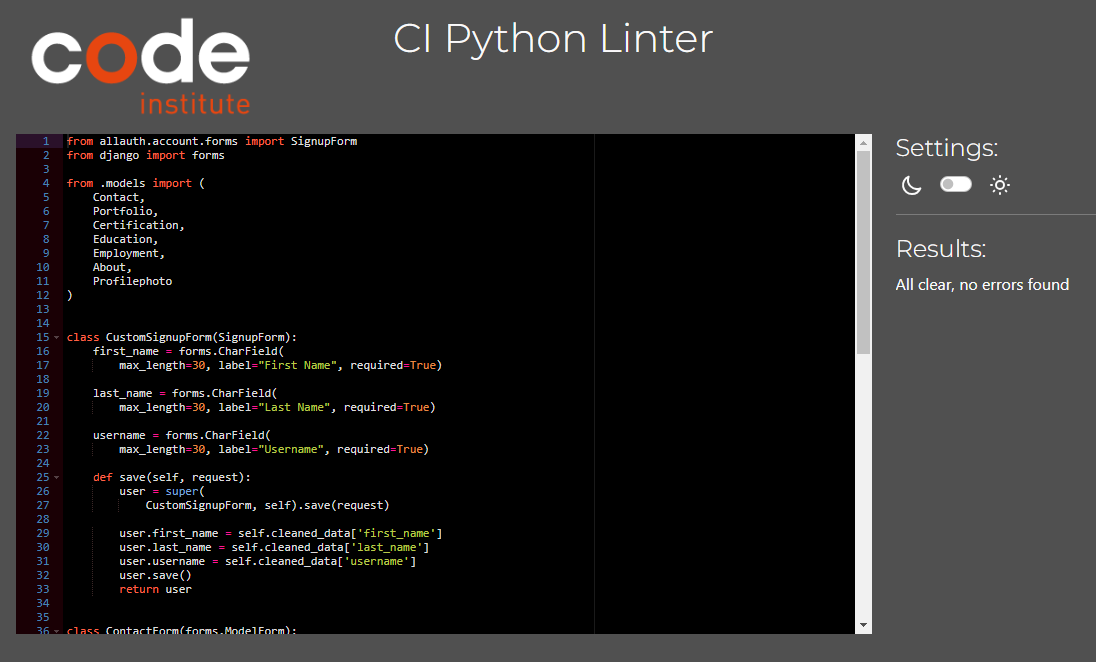 code
institute
CI Python Linter
1 from allauth.account.forms import SignupForm
2 from django import forms
3
4 from .models import (
5     Contact,
6     Portfolio,
7     Certification,
8     Education,
9     Employment,
10     About,
11     Profilephoto
12 )
13
14
15 class CustomSignupForm(SignupForm):
16     first_name = forms.CharField(
17         max_length=30, label="First Name", required=True)
18
19     last_name = forms.CharField(
20         max_length=30, label="Last Name", required=True)
21
22     username = forms.CharField(
23         max_length=30, label="Username", required=True)
24
25     def save(self, request):
26         user = super(
27             CustomSignupForm, self).save(request)
28
29         user.first_name = self.cleaned_data['first_name']
30         user.last_name = self.cleaned_data['last_name']
31         user.username = self.cleaned_data['username']
32         user.save()
33         return user
34
35
36 class ContactForm(forms.ModelForm):
Settings:
Results:
All clear, no errors found